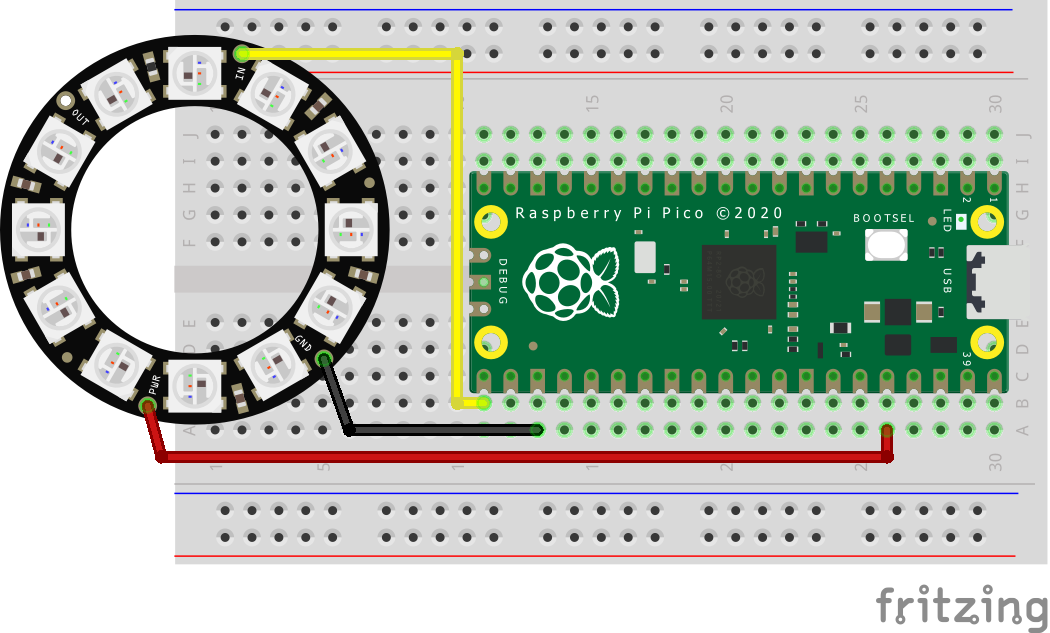 15 20 25 30
J J
I I
H H
G G
F F
IN
OUT
Raspberry Pi Pico ©2020
BOOTSEL
LED
2
1
DEBUG
USB
39
E E
D D
C
B
A A
GND
PWR
1 5 1 15 2 30
fritzing